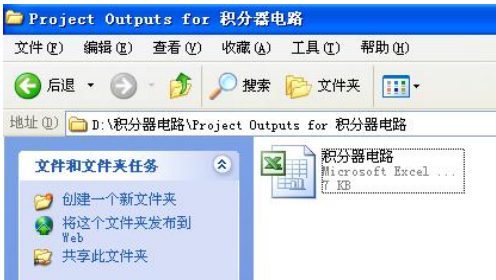 Project Outputs for 积分器电路
文件(F) 编辑(E) 查看(V) 收藏(A) 工具(T) 帮助(H)
后退 搜索 文件夹
地址(D) D:\积分器电路\Project Outputs for 积分器电路
文件和文件夹任务
创建一个新文件夹
将这个文件夹发布到
Web
共享此文件夹
积分器电路
Microsoft Excel ...
7 KB